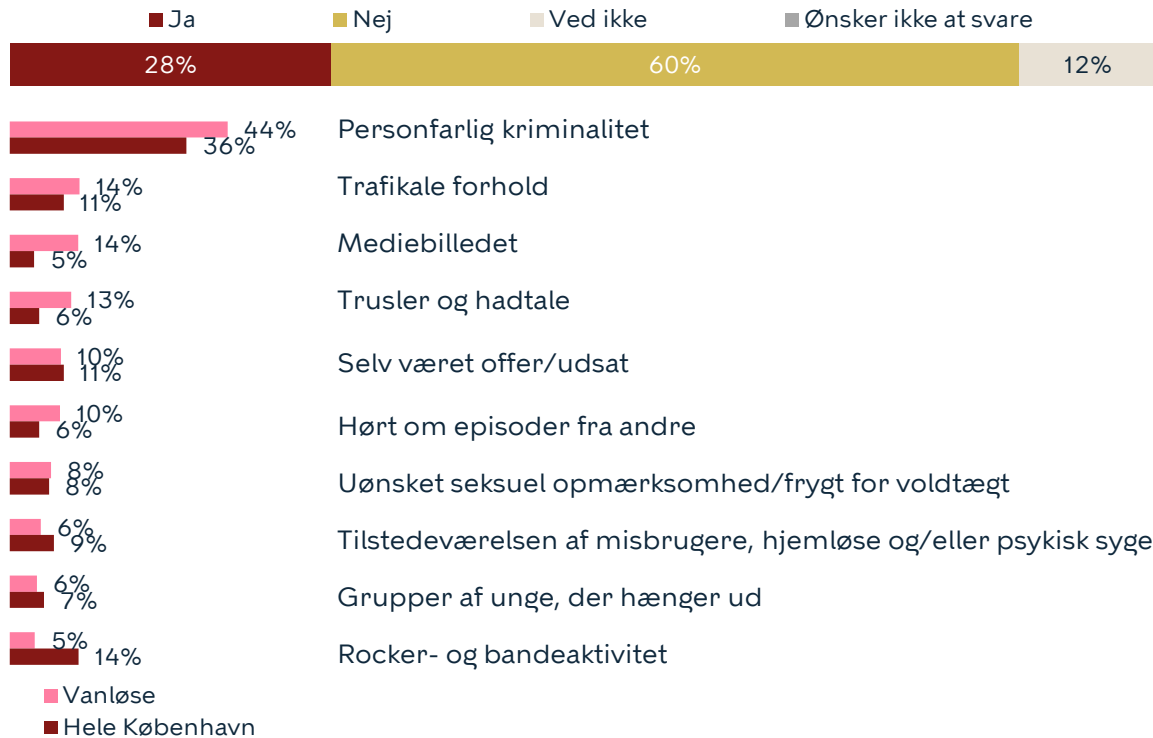 Ja Nej Ved ikke Ønsker ikke at svare
28% 60% 12%
44% Personfarlig kriminalitet
36%
14% Trafikale forhold
11%
14% Mediebilledet
5%
13% Trusler og hadtale
6%
10% Selv været offer/udsat
11%
10% Hørt om episoder fra andre
6%
8% Uønsket seksuel opmærksomhed/frygt for voldtægt
8%
6% Tilstedeværelsen af misbrugere, hjemløse og/eller psykisk syge
9%
6% Grupper af unge, der hænger ud
7%
5% Rocker- og bandeaktivitet
14%
Vanløse
Hele København